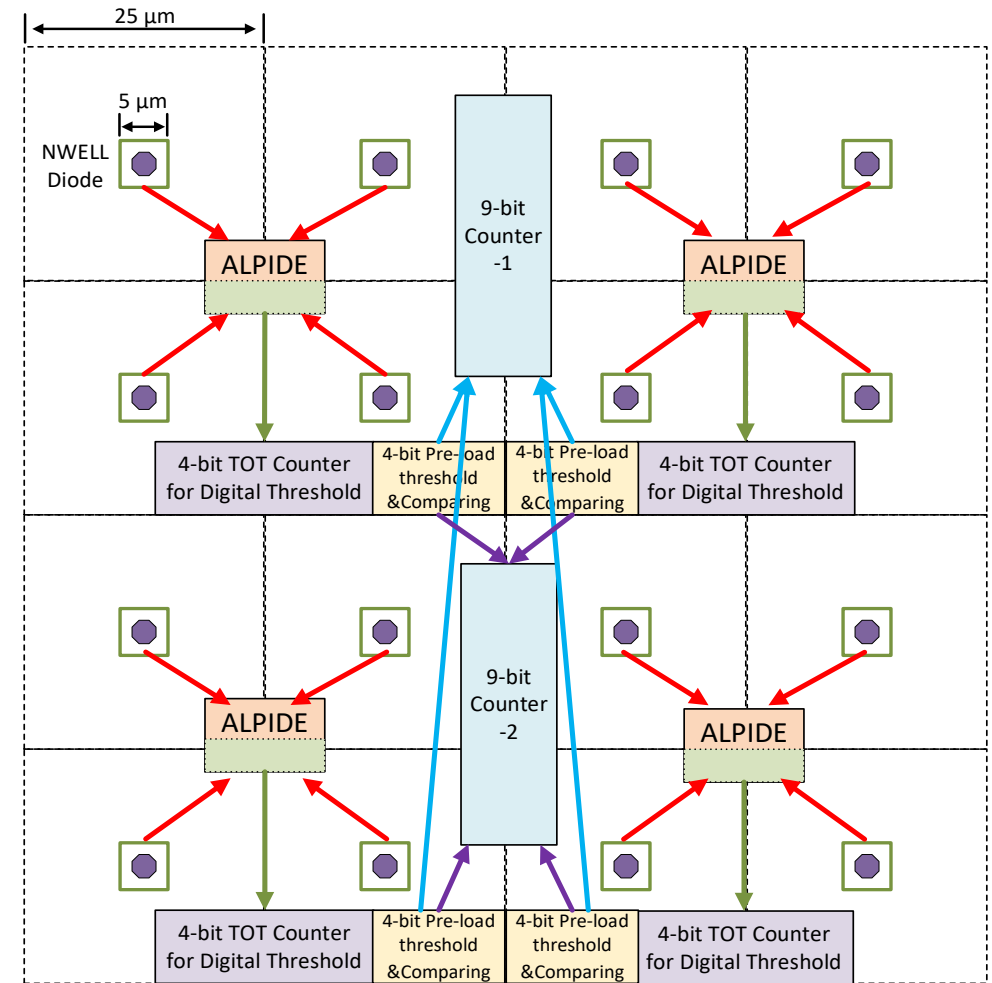 25 µm
5 µm
NWELL
Diode
9-bit
Counter
-1
ALPIDE
ALPIDE
4-bit TOT Counter
for Digital Threshold
4-bit Pre-load
threshold
&Comparing
4-bit Pre-load
threshold
&Comparing
4-bit TOT Counter
for Digital Threshold
9-bit
Counter
-2
ALPIDE
ALPIDE
4-bit TOT Counter
for Digital Threshold
4-bit Pre-load
threshold
&Comparing
4-bit Pre-load
threshold
&Comparing
4-bit TOT Counter
for Digital Threshold